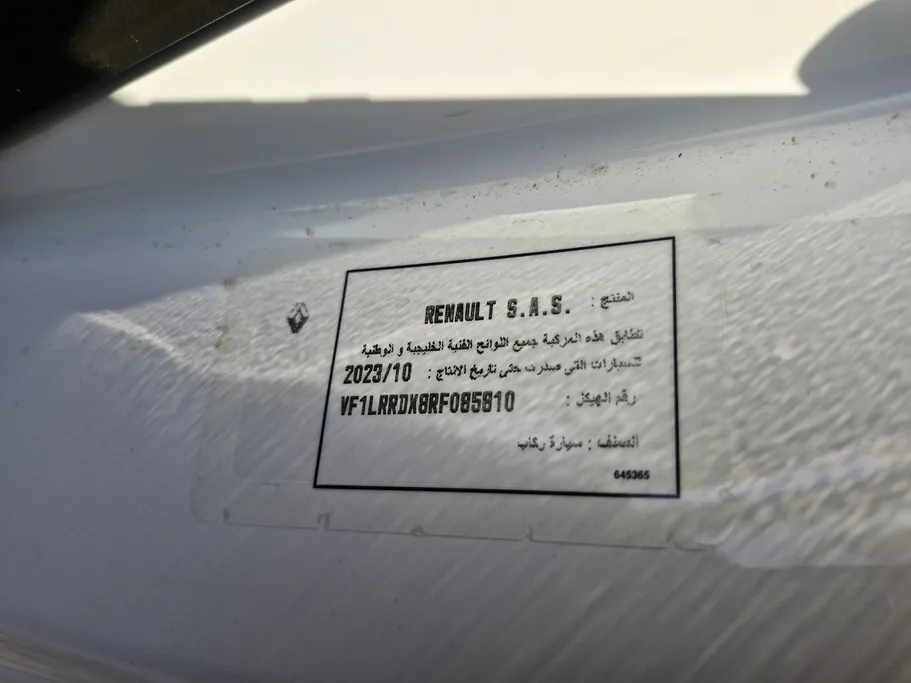 المنتج : RENAULT S.A.S.
تطابق هذه المركبة جميع اللوائح الفنية الخليجية و الوطنية
للسيارات التي صدرت حتى تاريخ الانتاج : 2023/10
رقم الهيكل : VF1LRRDX8RF085810
الصنف : سيارة ركاب
645365